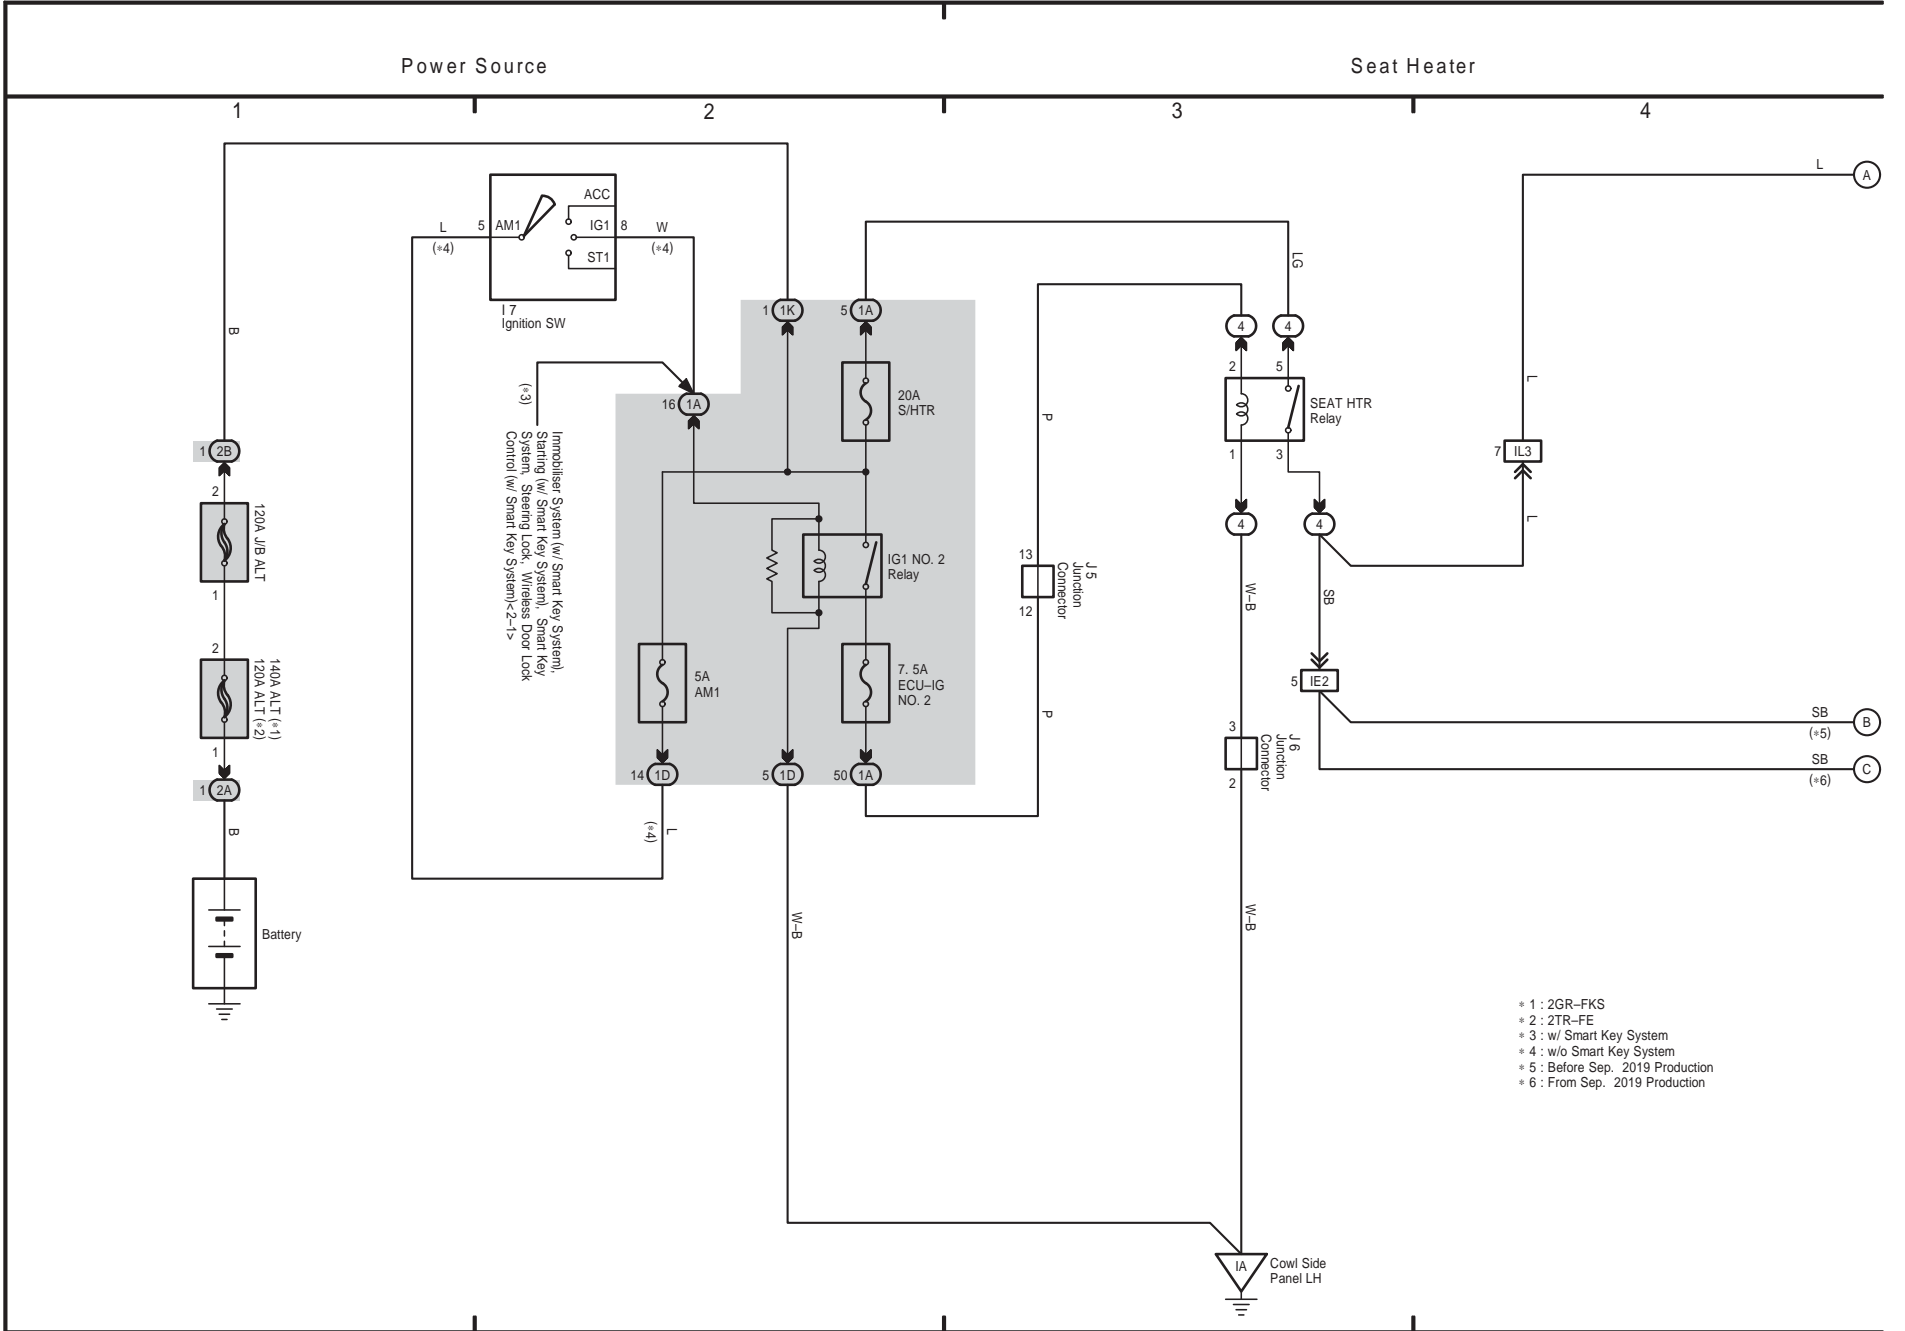 Power Source
Seat Heater
1
2
3
4
B
1 2B
2
120A J/B ALT
1
2
140A ALT (*1)
120A ALT (*2)
1
1 2A
B
Battery
L
(*4)
5
AM1
ACC
IG1
ST1
8
W
(*4)
I 7
Ignition SW
(*3)
Immobiliser System (w/ Smart Key System),
Starting (w/ Smart Key System), Smart Key
System, Steering Lock, Wireless Door Lock
Control (w/ Smart Key System)<2–1>
16 1A
1 1K
5 1A
20A
S/HTR
IG1 NO. 2
Relay
5A
AM1
7. 5A
ECU–IG
NO. 2
14 1D
5 1D
50 1A
L
(*4)
W–B
LG
P
13
J 5
Junction
Connector
12
P
4
4
2
5
SEAT HTR
Relay
1
3
4
4
W–B
SB
5 IE2
3
J 6
Junction
Connector
2
W–B
IA
Cowl Side
Panel LH
L
A
L
7 IL3
L
SB
(*5)
B
SB
(*6)
C
* 1 : 2GR–FKS
* 2 : 2TR–FE
* 3 : w/ Smart Key System
* 4 : w/o Smart Key System
* 5 : Before Sep. 2019 Production
* 6 : From Sep. 2019 Production